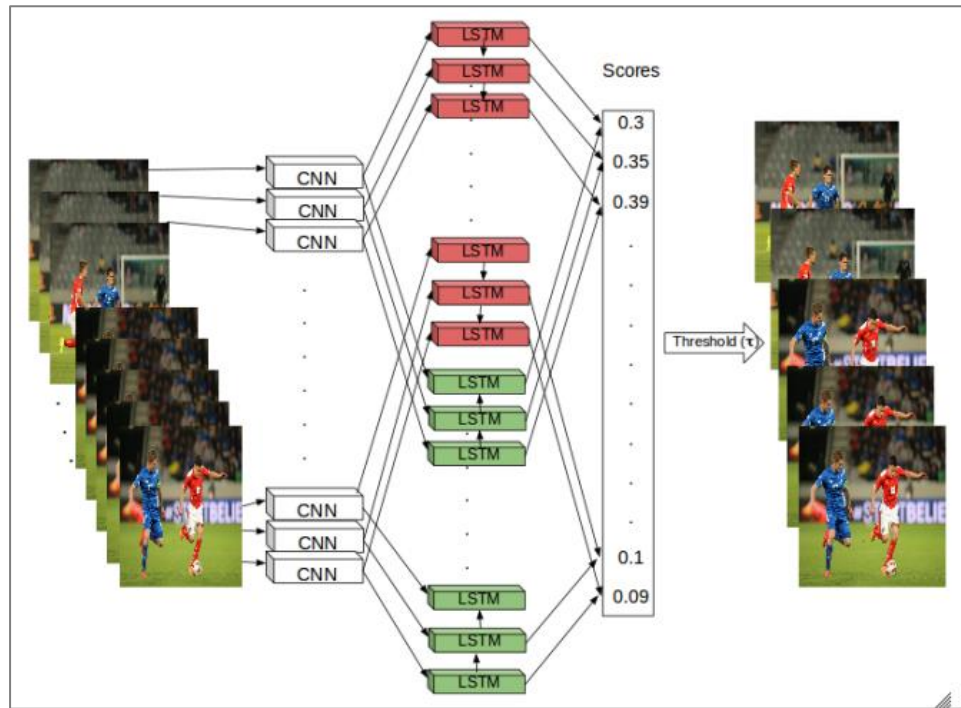 LSTM
LSTM
LSTM
Scores
0.3
0.35
0.39
CNN
CNN
CNN
LSTM
LSTM
LSTM
Threshold (τ)
LSTM
LSTM
LSTM
CNN
CNN
CNN
0.1
0.09
LSTM
LSTM
LSTM